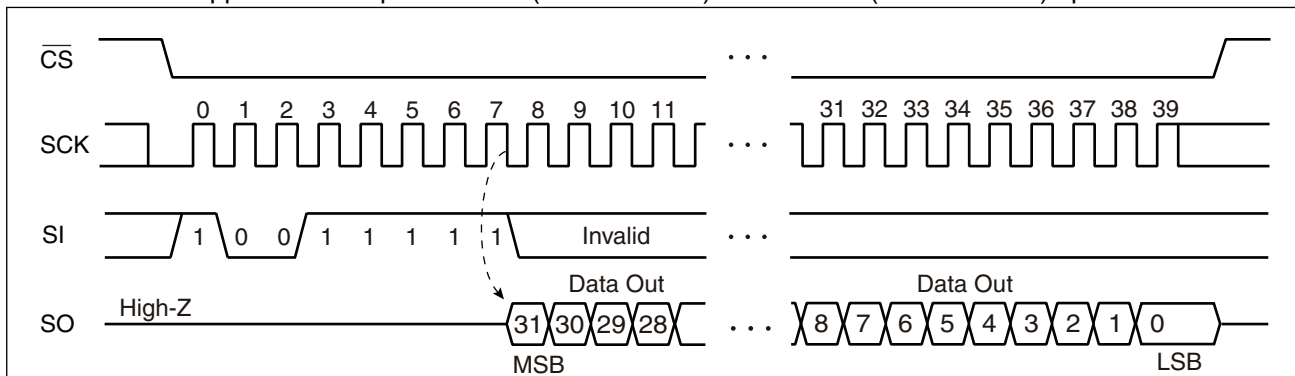 CS
0 1 2 3 4 5 6 7 8 9 10 11 31 32 33 34 35 36 37 38 39
SCK . . . . . .
SI 1 0 0 1 1 1 1 1 Invalid . . .
Data Out Data Out
High-Z
SO 31 30 29 28 . . . 8 7 6 5 4 3 2 1 0
MSB LSB